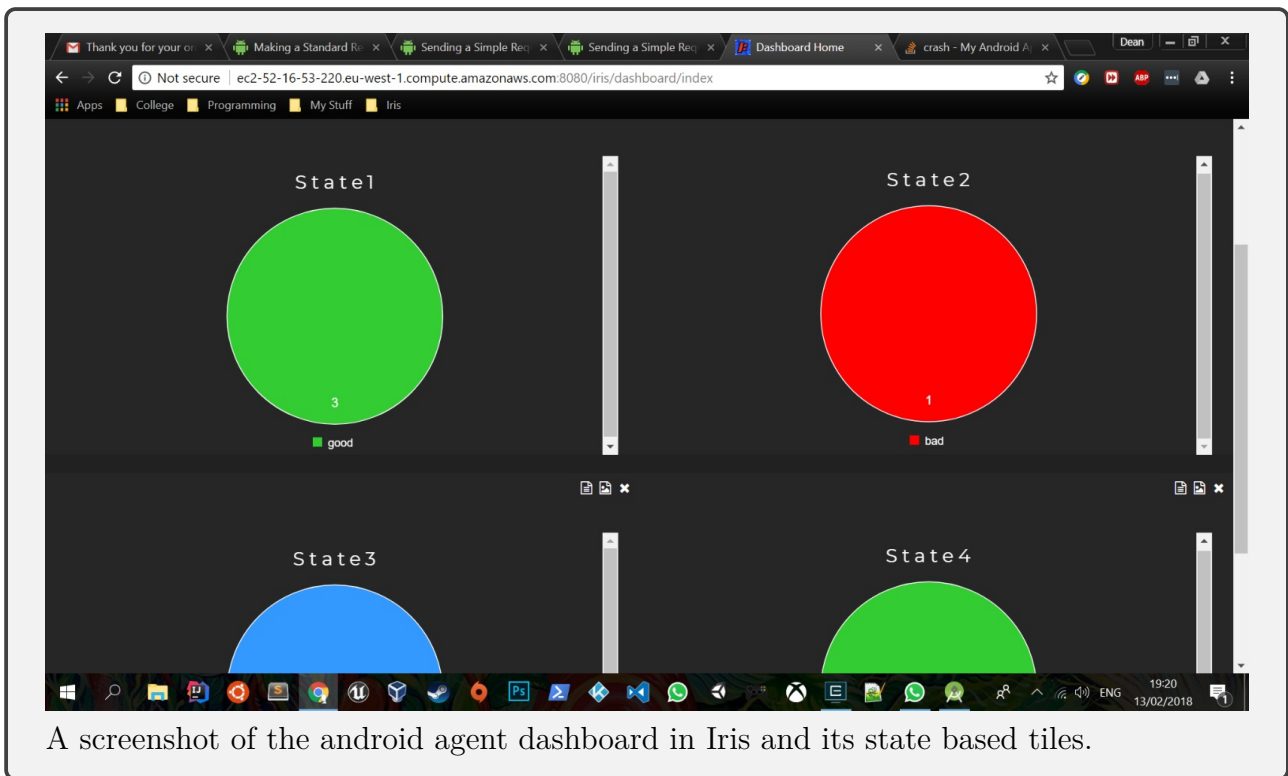 Thank you for your or
Making a Standard Re
Sending a Simple Req
Sending a Simple Req
Dashboard Home
crash - My Android A
Dean
Not secure
ec2-52-16-53-220.eu-west-1.compute.amazonaws.com:8080/iris/dashboard/index
ABP
Apps
College
Programming
My Stuff
Iris
State1
State2
3
1
good
bad
State3
State4
Ps
ENG
19:20
13/02/2018
1
A screenshot of the android agent dashboard in Iris and its state based tiles.